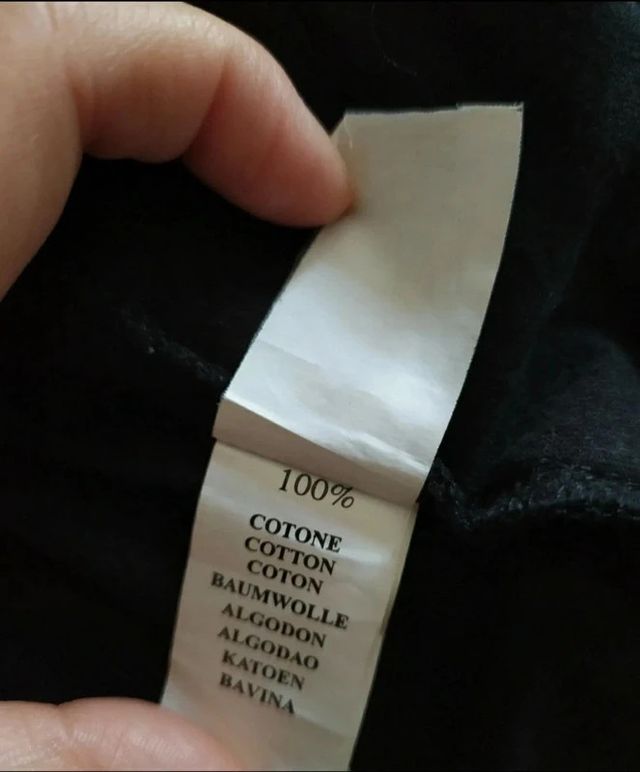 100%
COTONE
COTTON
COTON
BAUMWOLLE
ALGODON
ALGODAO
KATOEN
BAVINA